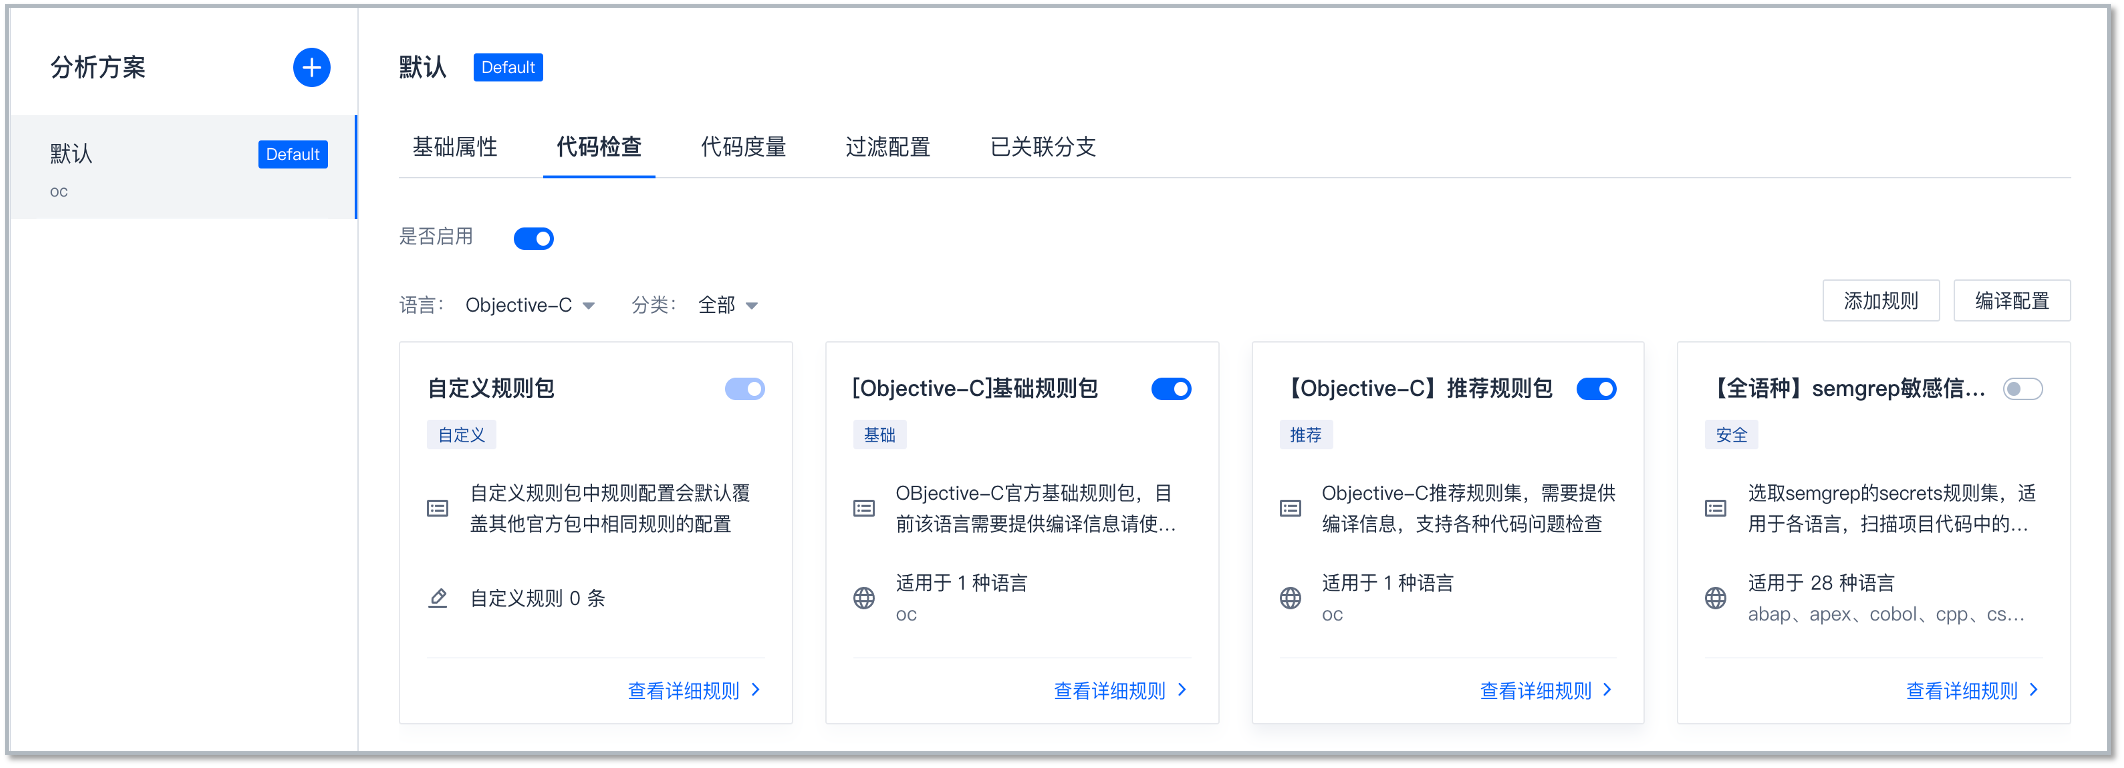 分析方案
默认 Default
oc
默认 Default
基础属性 代码检查 代码度量 过滤配置 已关联分支
是否启用
语言： Objective-C 分类： 全部 添加规则 编译配置
自定义规则包
自定义
自定义规则包中规则配置会默认覆
盖其他官方包中相同规则的配置
自定义规则 0 条
查看详细规则
[Objective-C]基础规则包
基础
OBjective-C官方基础规则包，目
前该语言需要提供编译信息请使...
适用于 1 种语言
oc
查看详细规则
【Objective-C】推荐规则包
推荐
Objective-C推荐规则集，需要提供
编译信息，支持各种代码问题检查
适用于 1 种语言
oc
查看详细规则
【全语种】semgrep敏感信...
安全
选取semgrep的secrets规则集，适
用于各语言，扫描项目代码中的...
适用于 28 种语言
abap、apex、cobol、cpp、cs...
查看详细规则